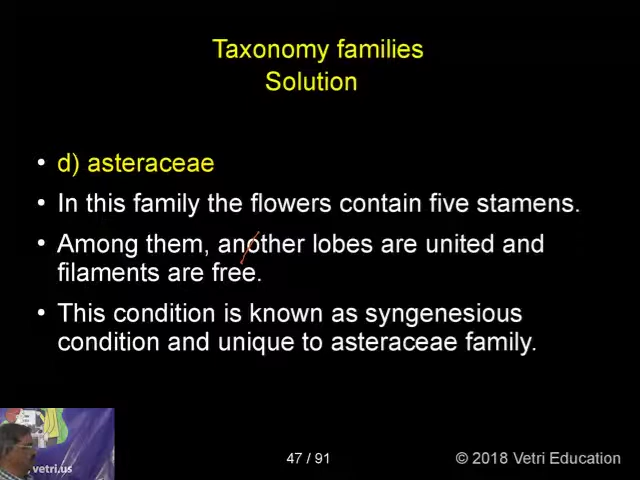 Taxonomy families
Solution
• d) asteraceae
• In this family the flowers contain five stamens.
• Among them, another lobes are united and
filaments are free.
• This condition is known as syngenesious
condition and unique to asteraceae family.
vetri.us
47 / 91
© 2018 Vetri Education